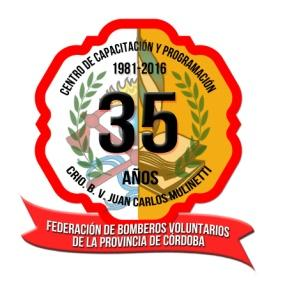 CENTRO DE CAPACITACIÓN Y PROGRAMACIÓN
1981-2016
35
AÑOS
CRIO. B. V. JUAN CARLOS MULINETTI
FEDERACIÓN DE BOMBEROS VOLUNTARIOS
DE LA PROVINCIA DE CÓRDOBA